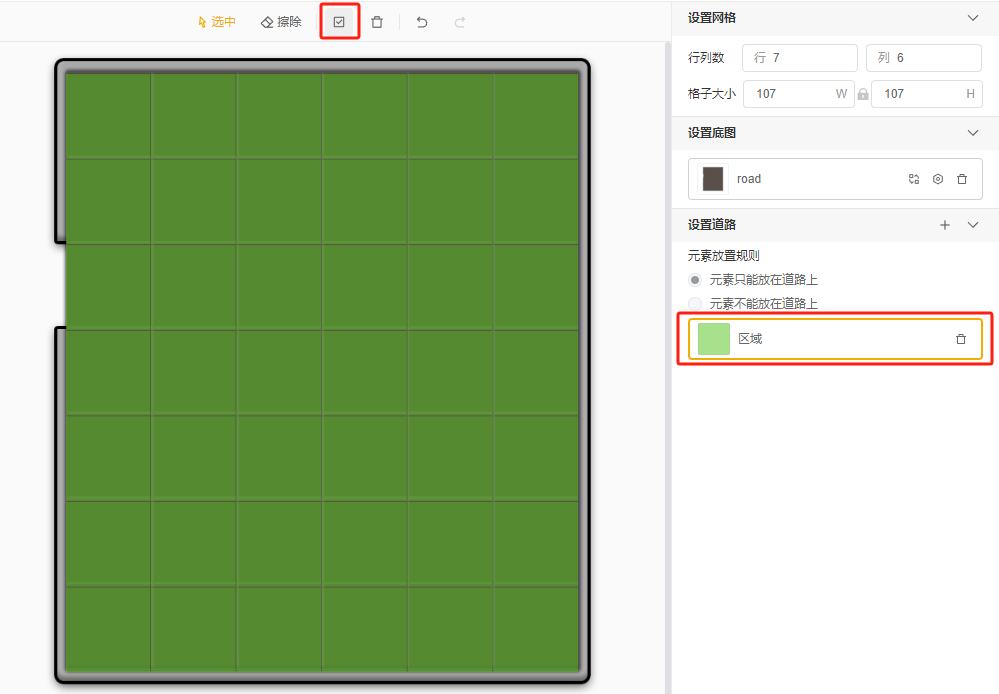 选中 擦除
设置网格
行列数 行 7 列 6
格子大小 107 W 107 H
设置底图
road
设置道路
元素放置规则
元素只能放在道路上
元素不能放在道路上
区域